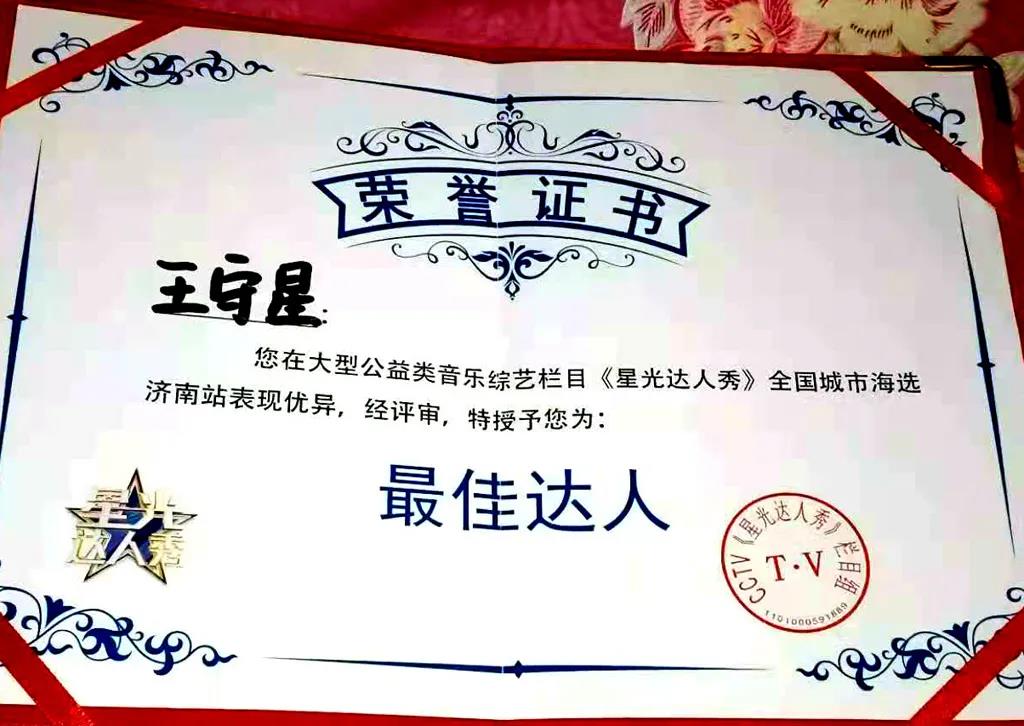 荣誉证书
王守星:
您在大型公益类音乐综艺栏目《星光达人秀》全国城市海选
济南站表现优异，经评审，特授予您为：
最佳达人
星光
达人秀
CCTV《星光达人秀》栏目组
T·V
1101000591889